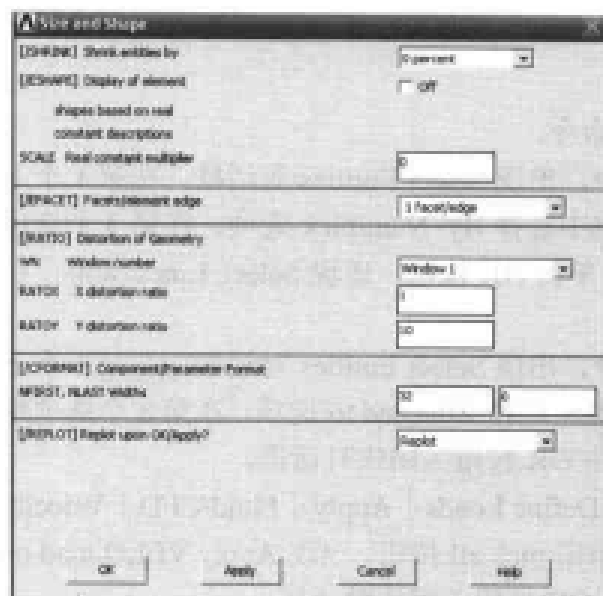 Size and Shape
[/SHRINK] Shrink entities by
0 percent
[/ESHAPE] Display of element
Off
shapes based on real
constant descriptions
SCALE Real constant multiplier
0
[/EFACET] Facets/element edge
1 facet/edge
[/RATIO] Distortion of Geometry
WN Window number
Window 1
RATOX X distortion ratio
1
RATOY Y distortion ratio
10
[/CFORMAT] Component/Parameter Format
NFIRST, NLAST Widths
32
0
[/REPLOT] Replot upon OK/Apply?
Replot
OK
Apply
Cancel
Help